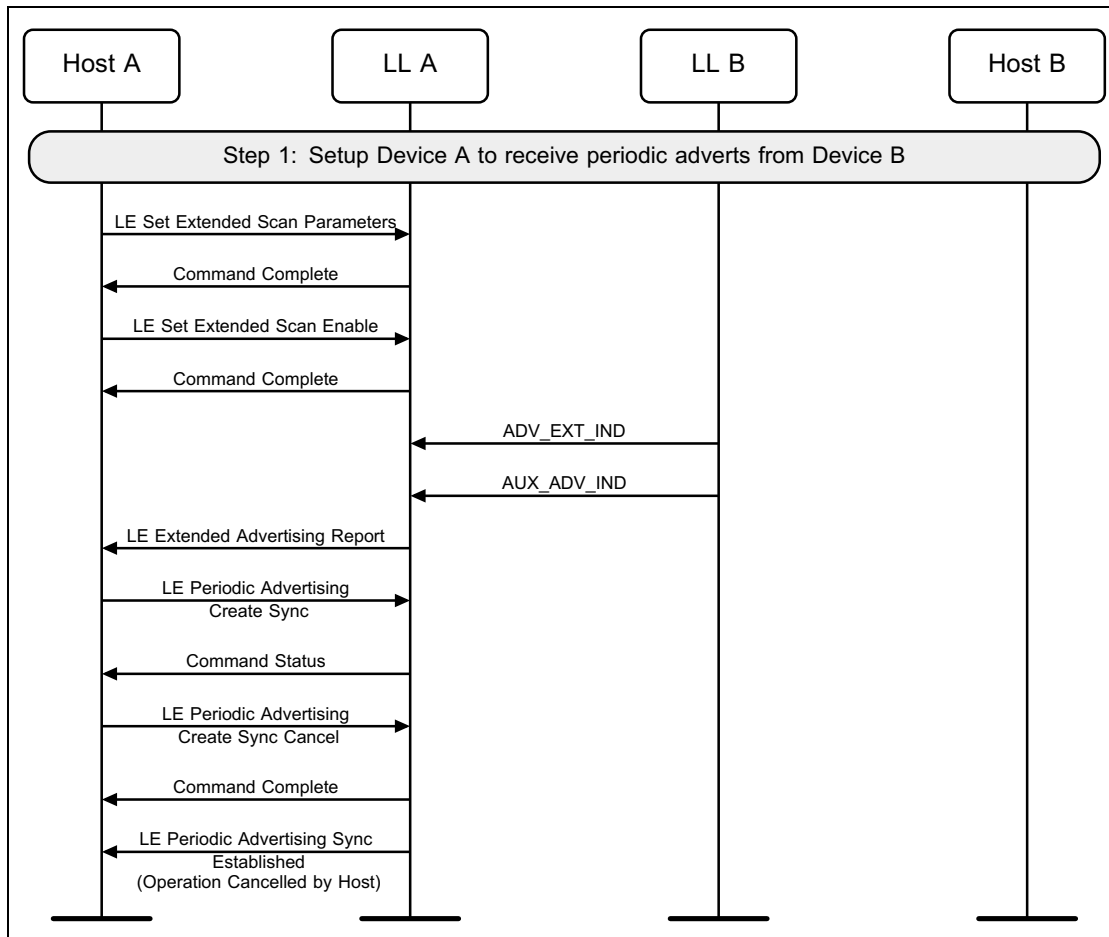 Host A
LL A
LL B
Host B
Step 1: Setup Device A to receive periodic adverts from Device B
LE Set Extended Scan Parameters
Command Complete
LE Set Extended Scan Enable
Command Complete
ADV_EXT_IND
AUX_ADV_IND
LE Extended Advertising Report
LE Periodic Advertising
Create Sync
Command Status
LE Periodic Advertising
Create Sync Cancel
Command Complete
LE Periodic Advertising Sync
Established
(Operation Cancelled by Host)